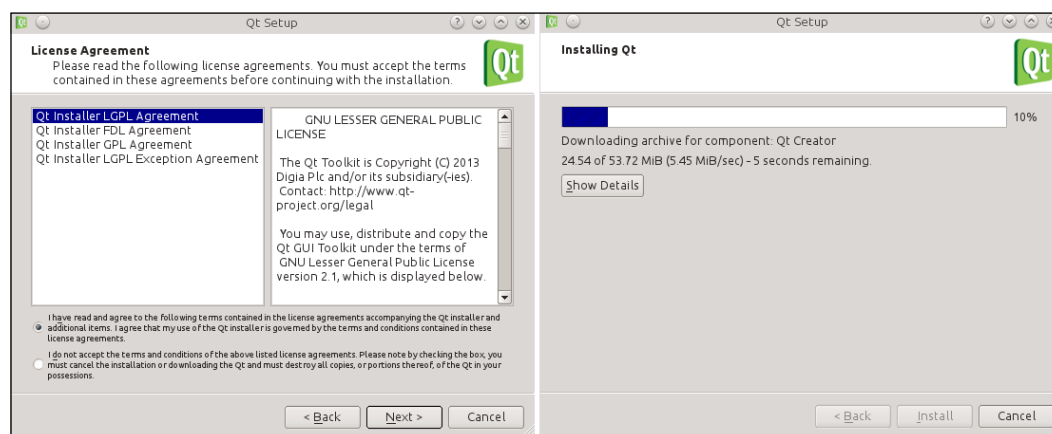 Qt Setup
License Agreement
Please read the following license agreements. You must accept the terms
contained in these agreements before continuing with the installation.
Qt
Qt Installer LGPL Agreement
Qt Installer FDL Agreement
Qt Installer GPL Agreement
Qt Installer LGPL Exception Agreement
GNU LESSER GENERAL PUBLIC
LICENSE
The Qt Toolkit is Copyright (C) 2013
Digia Plc and/or its subsidiary(-ies).
Contact: http://www.qt-
project.org/legal
You may use, distribute and copy the
Qt GUI Toolkit under the terms of
GNU Lesser General Public License
version 2.1, which is displayed below.
I have read and agree to the following terms contained in the license agreements accompanying the Qt installer and
additional items. I agree that my use of the Qt installer is governed by the terms and conditions contained in these
license agreements.
I do not accept the terms and conditions of the above listed license agreements. Please note by checking the box, you
must cancel the installation or downloading the Qt and must destroy all copies, or portions thereof, of the Qt in your
possessions.
< Back
Next >
Cancel
Qt Setup
Installing Qt
Qt
10%
Downloading archive for component: Qt Creator
24.54 of 53.72 MiB (5.45 MiB/sec) - 5 seconds remaining.
Show Details
< Back
Install
Cancel